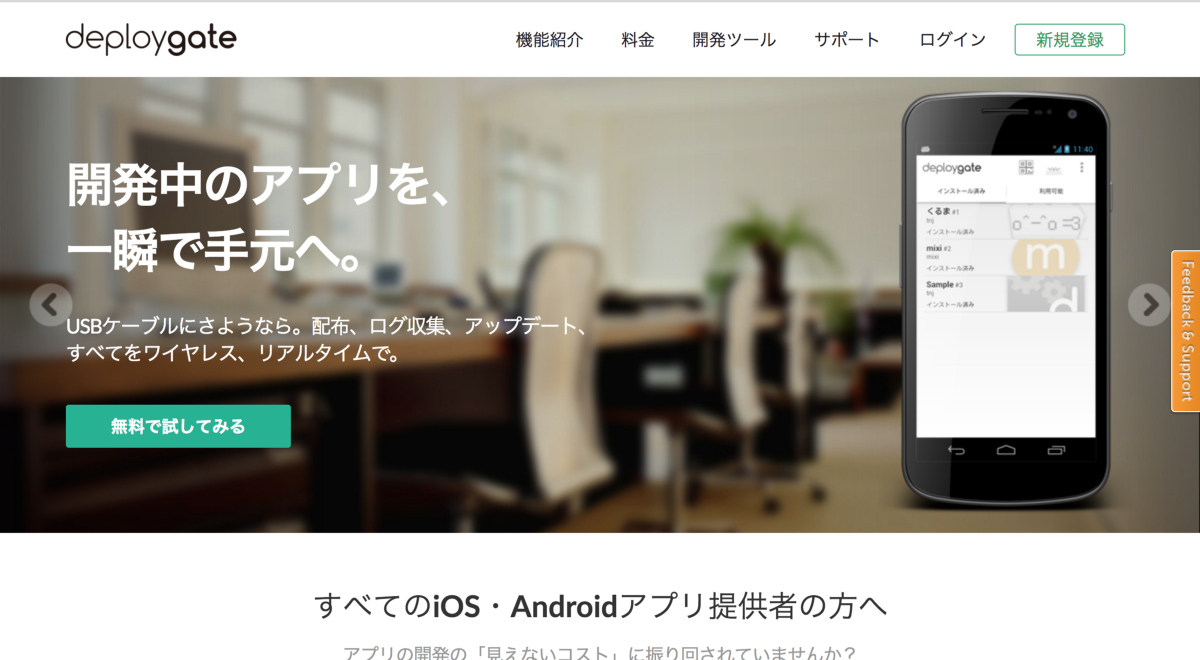 deploygate
機能紹介
料金
開発ツール
サポート
ログイン
新規登録
開発中のアプリを、
一瞬で手元へ。
USBケーブルにさようなら。配布、ログ収集、アップデート、
すべてをワイヤレス、リアルタイムで。
無料で試してみる
11:40
deploygate
インストール済み
利用可能
くるま #1
tnj
インストール済み
o^−^o =3
mixi #2
mixi
インストール済み
m
Sample #3
tnj
インストール済み
d
Feedback & Support
すべてのiOS・Androidアプリ提供者の方へ
アプリの開発の「見えないコスト」に振り回されていませんか？